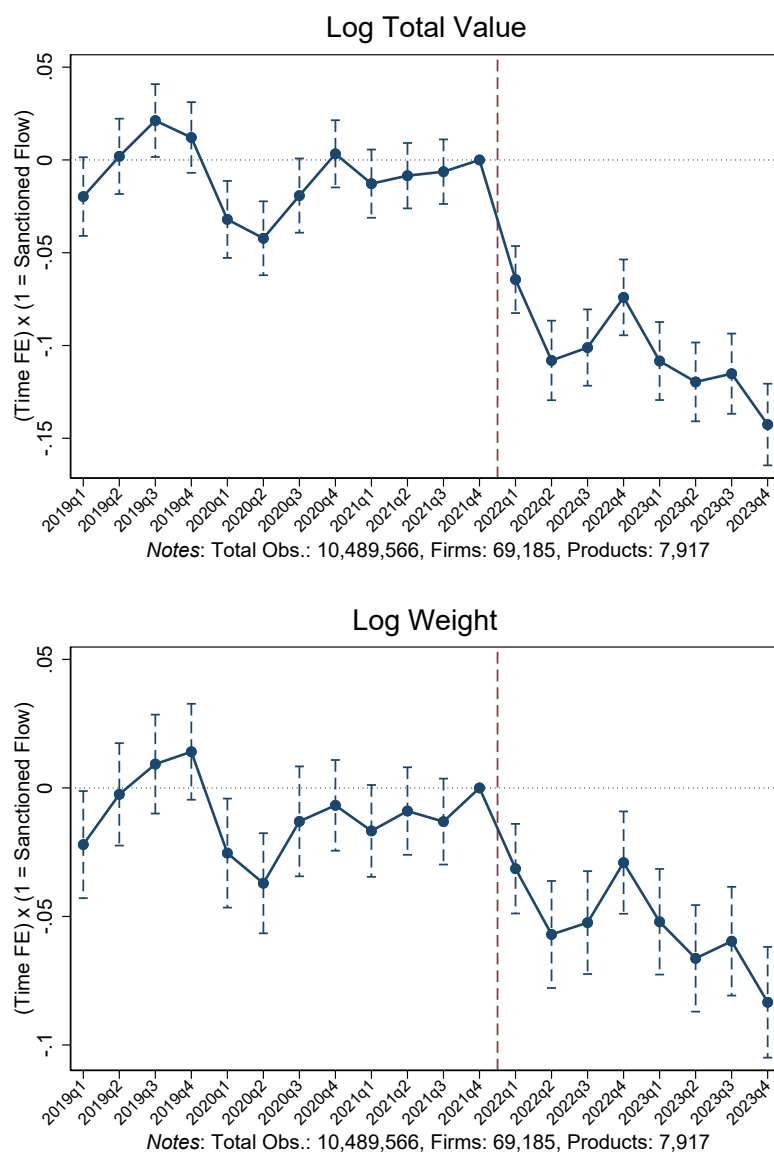 Log Total Value
(Time FE) x (1 = Sanctioned Flow)
.05
0
-.05
-.1
-.15
2019q1
2019q2
2019q3
2019q4
2020q1
2020q2
2020q3
2020q4
2021q1
2021q2
2021q3
2021q4
2022q1
2022q2
2022q3
2022q4
2023q1
2023q2
2023q3
2023q4
Notes: Total Obs.: 10,489,566, Firms: 69,185, Products: 7,917
Log Weight
(Time FE) x (1 = Sanctioned Flow)
.05
0
-.05
-.1
2019q1
2019q2
2019q3
2019q4
2020q1
2020q2
2020q3
2020q4
2021q1
2021q2
2021q3
2021q4
2022q1
2022q2
2022q3
2022q4
2023q1
2023q2
2023q3
2023q4
Notes: Total Obs.: 10,489,566, Firms: 69,185, Products: 7,917